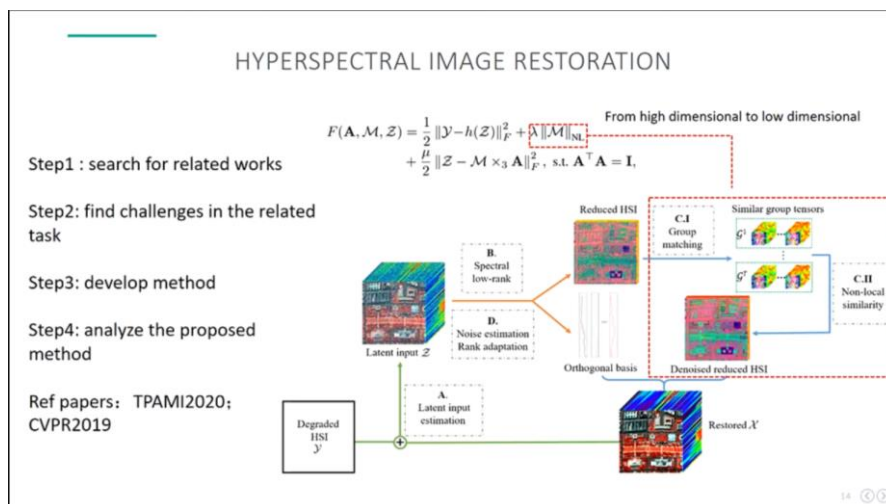 HYPERSPECTRAL IMAGE RESTORATION
From high dimensional to low dimensional
F(A, M, Z) = 1/2 ‖Y−h(Z)‖²_F + λ‖M‖_NL
+ μ/2 ‖Z − M ×₃ A‖²_F, s.t. A^⊤A = I,
Step1 : search for related works
Step2: find challenges in the related
task
Step3: develop method
Step4: analyze the proposed
method
Ref papers： TPAMI2020；
CVPR2019
Latent input Z
B.
Spectral
low-rank
D.
Noise estimation
Rank adaptation
Reduced HSI
Orthogonal basis
C.I
Group
matching
Similar group tensors
G¹
⋮
C.II
Non-local
similarity
Denoised reduced HSI
A.
Latent input
estimation
Degraded
HSI
Y
+
Restored X
14